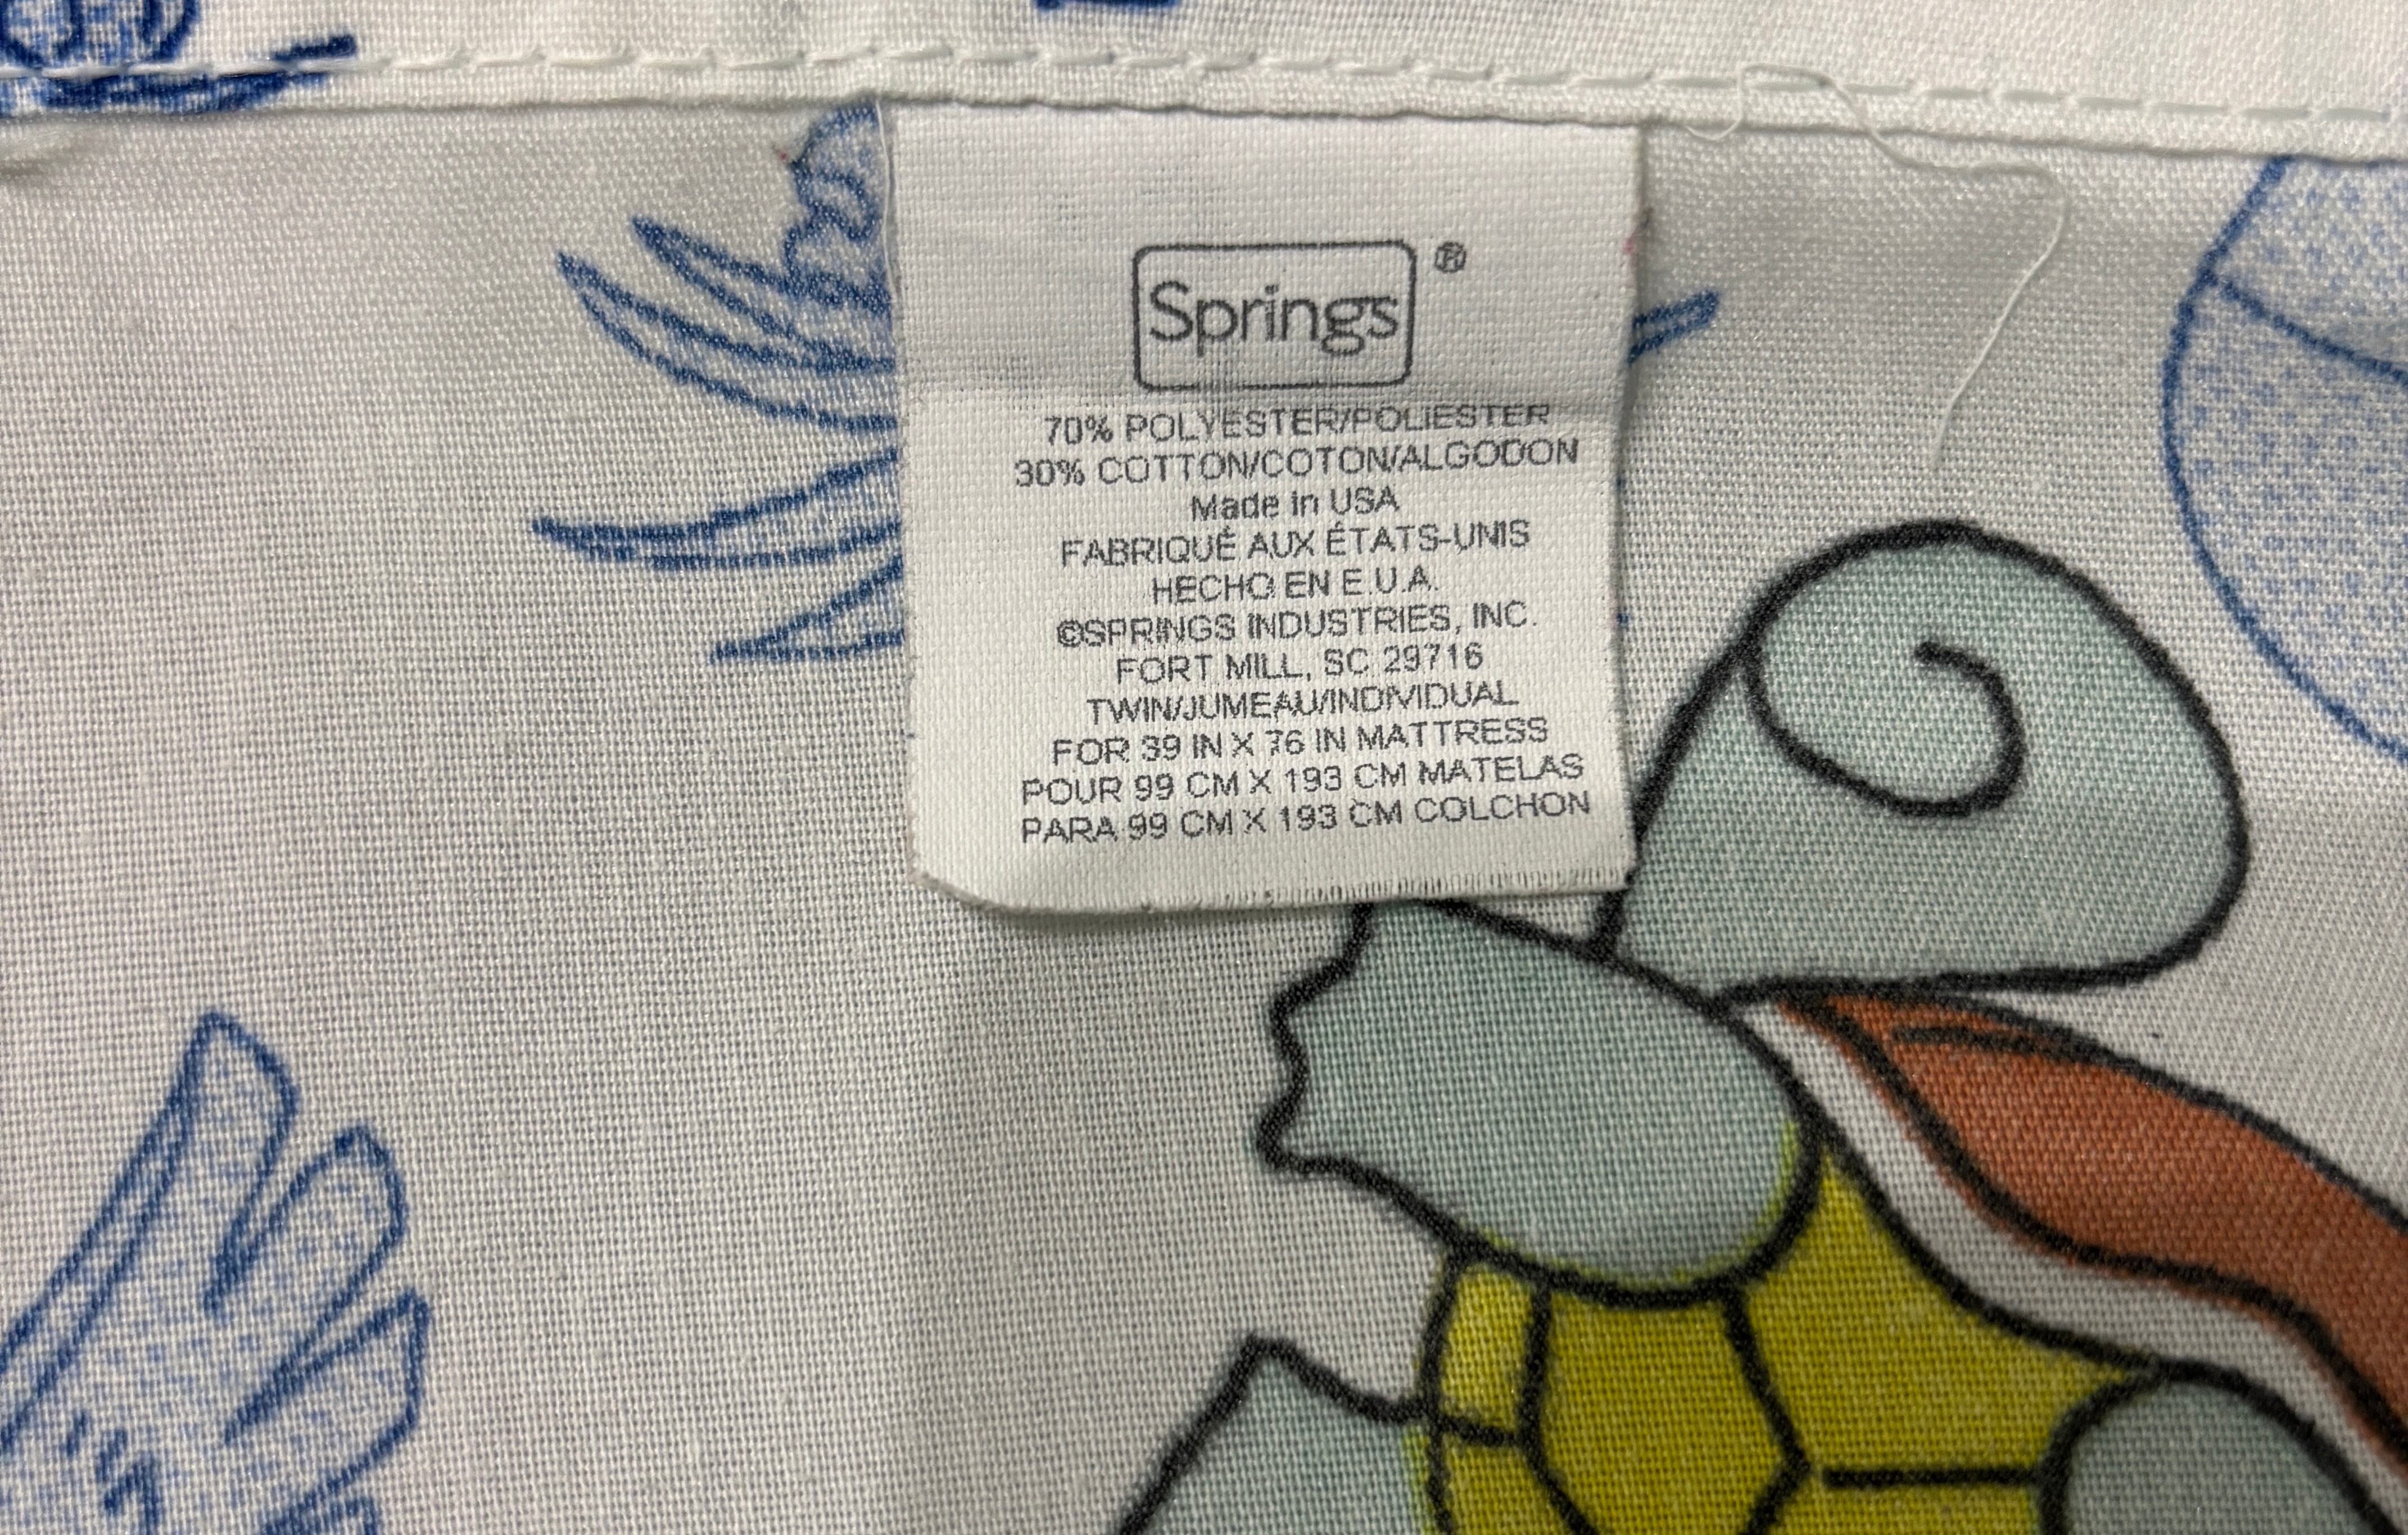 Springs®
70% POLYESTER/POLIESTER
30% COTTON/COTON/ALGODON
Made in USA
FABRIQUÉ AUX ÉTATS-UNIS
HECHO EN E.U.A.
©SPRINGS INDUSTRIES, INC.
FORT MILL, SC 29716
TWIN/JUMEAU/INDIVIDUAL
FOR 39 IN X 76 IN MATTRESS
POUR 99 CM X 193 CM MATELAS
PARA 99 CM X 193 CM COLCHON